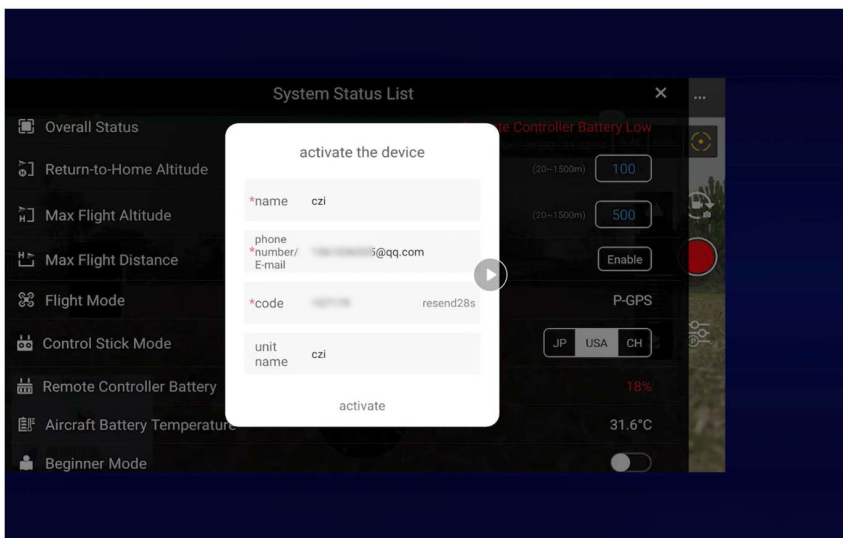 System Status List
Overall Status
Controller Battery Low
Return-to-Home Altitude
(20~1500m)
100
Max Flight Altitude
(20~1500m)
500
Max Flight Distance
Enable
Flight Mode
P-GPS
Control Stick Mode
JP USA CH
Remote Controller Battery
18%
Aircraft Battery Temperature
31.6°C
Beginner Mode
activate the device
*name czi
phone
*number/
E-mail
5@qq.com
*code
resend28s
unit
name
czi
activate